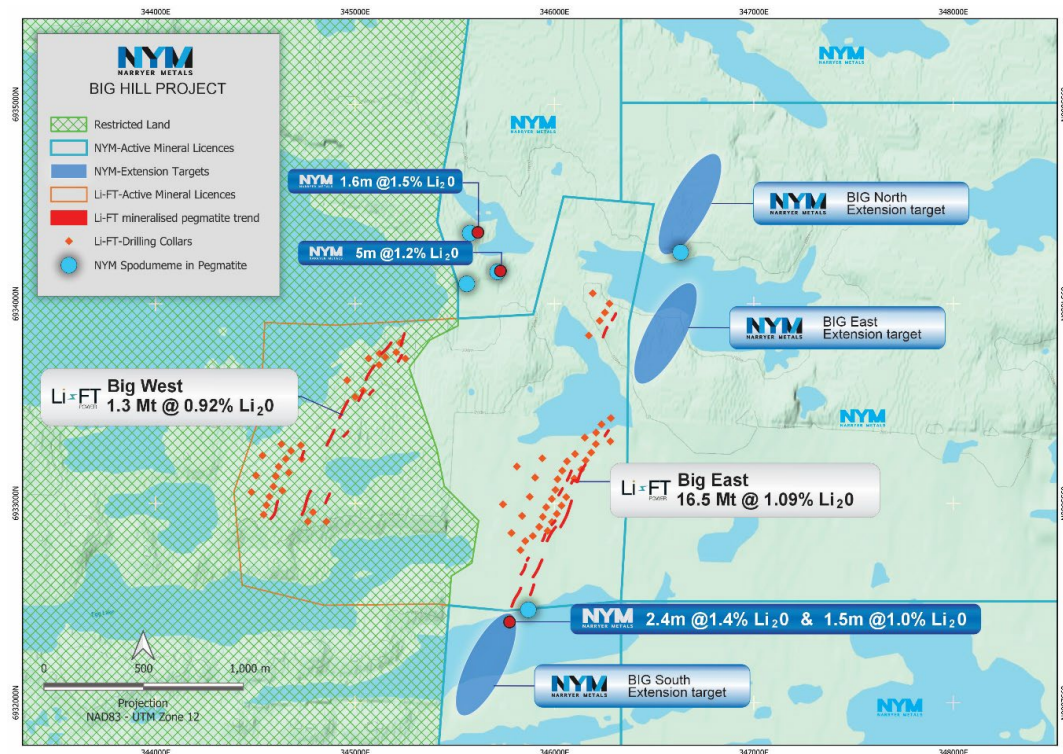 344000E 345000E 346000E 347000E 348000E
NYM
NARRYER METALS
BIG HILL PROJECT
Restricted Land
NYM-Active Mineral Licences
NYM-Extension Targets
Li-FT-Active Mineral Licences
Li-FT mineralised pegmatite trend
Li-FT-Drilling Collars
NYM Spodumeme in Pegmatite
6935000N
NYM
NYM
NYM
NYM 1.6m @1.5% Li₂0
NYM 5m @1.2% Li₂0
NYM
NARRYER METALS
BIG North
Extension target
6934000N
NYM
NARRYER METALS
BIG East
Extension target
Li-FT
POWER
Big West
1.3 Mt @ 0.92% Li₂0
NYM
Li-FT
POWER
Big East
16.5 Mt @ 1.09% Li₂0
6933000N
NYM
NARRYER METALS
2.4m @1.4% Li₂0 & 1.5m @1.0% Li₂0
NYM
NARRYER METALS
BIG South
Extension target
NYM
0 500 1,000 m
Projection
NAD83 - UTM Zone 12
6932000N
344000E 345000E 346000E 347000E 348000E